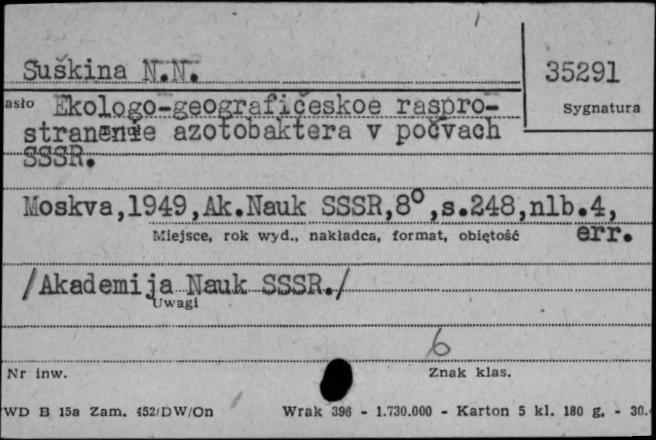 Suškina N.N.
35291
asło Ekologo-geografičeskoe raspro-
Sygnatura
stranenie azotobaktera v počvach
SSSR.
Moskva,1949,Ak.Nauk SSSR,8°,s.248,nlb.4,
Miejsce, rok wyd., nakładca, format, obiętość
err.
/Akademija Nauk SSSR./
Uwagi
6
Nr inw.
Znak klas.
WD B 15a Zam. 452/DW/On Wrak 396 - 1.730.000 - Karton 5 kl. 180 g. - 30.